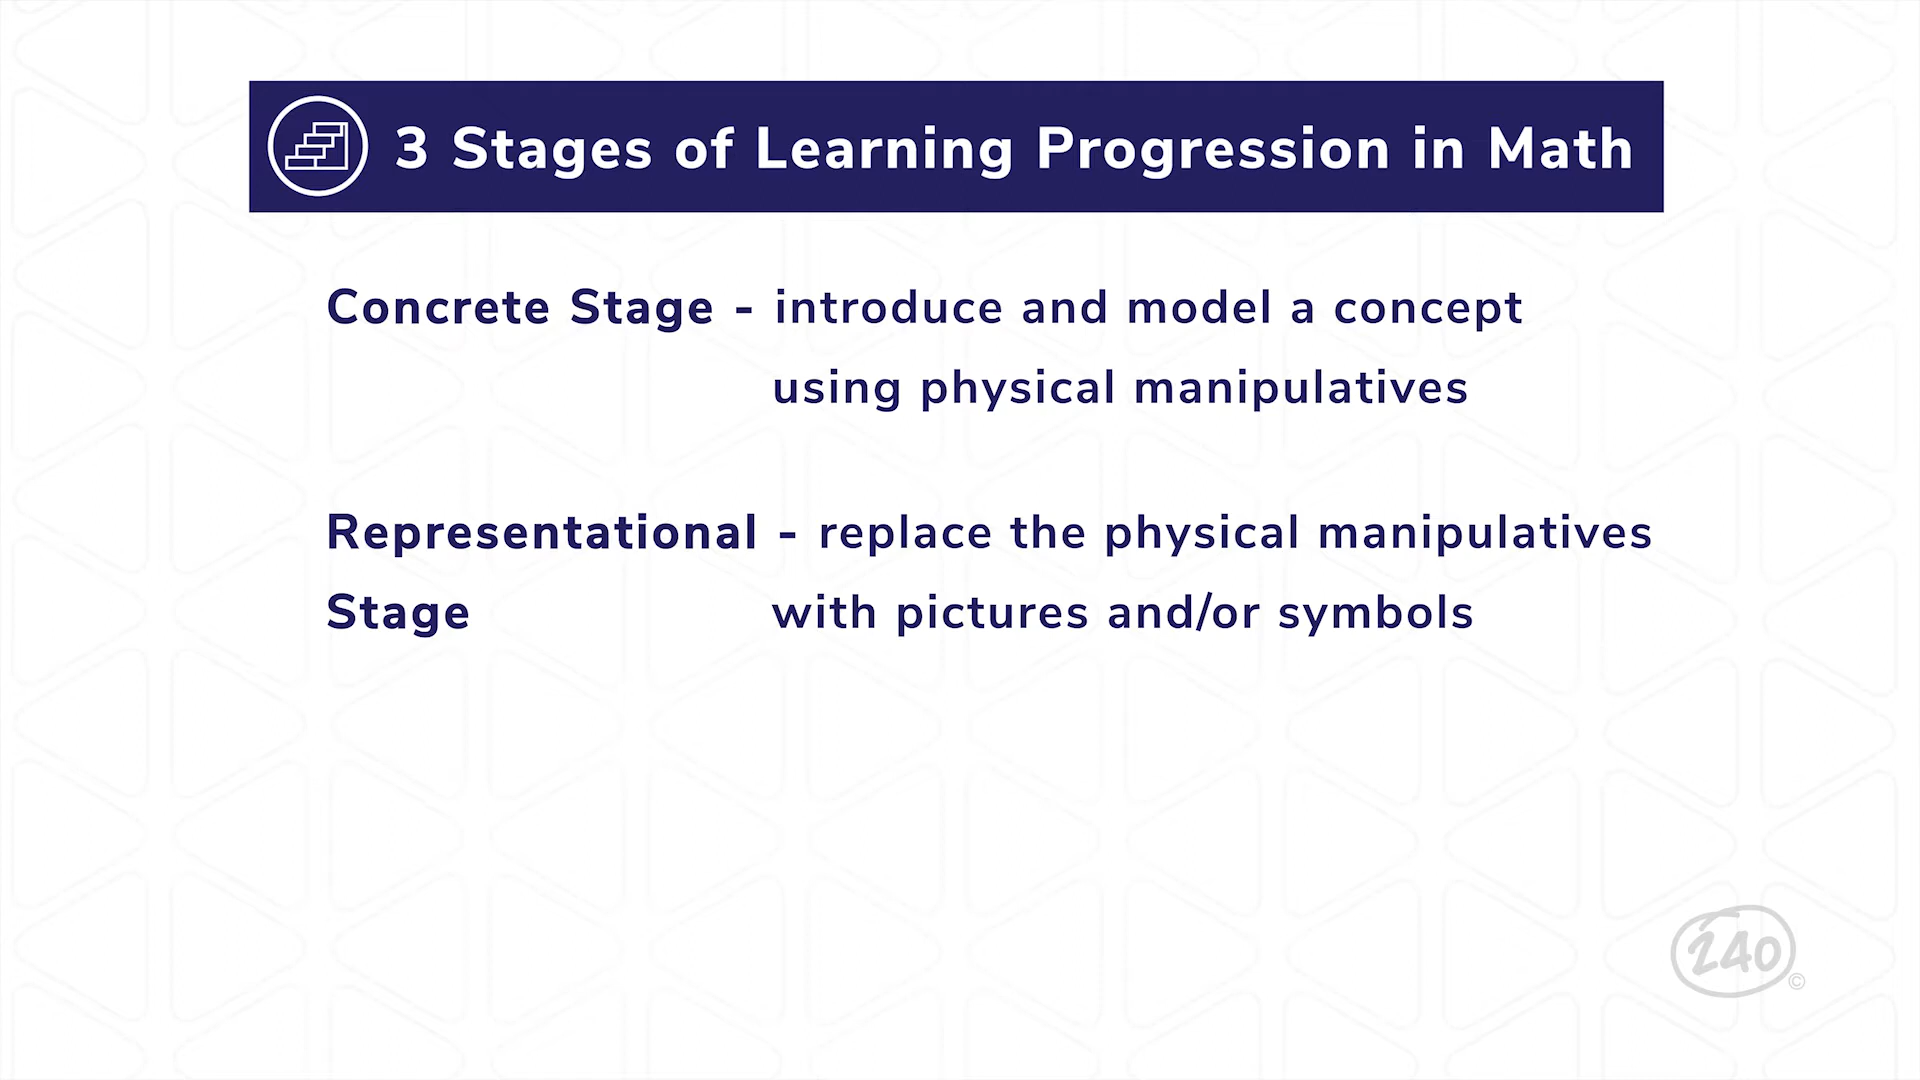 3 Stages of Learning Progression in Math
Concrete Stage - introduce and model a concept
using physical manipulatives
Representational - replace the physical manipulatives
Stage with pictures and/or symbols
240
©